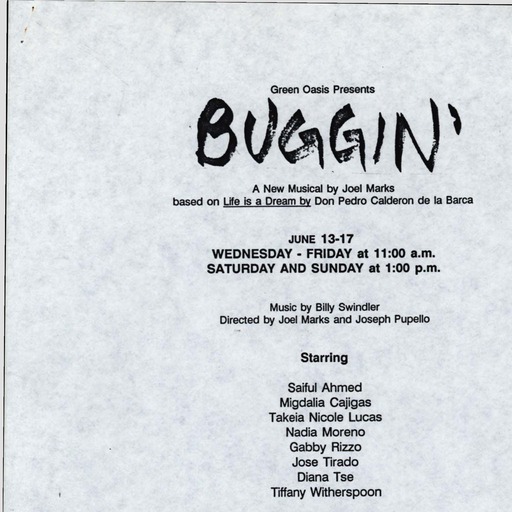 Green Oasis Presents
BUGGIN'
A New Musical by Joel Marks
based on Life is a Dream by Don Pedro Calderon de la Barca
JUNE 13-17
WEDNESDAY - FRIDAY at 11:00 a.m.
SATURDAY AND SUNDAY at 1:00 p.m.
Music by Billy Swindler
Directed by Joel Marks and Joseph Pupello
Starring
Saiful Ahmed
Migdalia Cajigas
Takeia Nicole Lucas
Nadia Moreno
Gabby Rizzo
Jose Tirado
Diana Tse
Tiffany Witherspoon